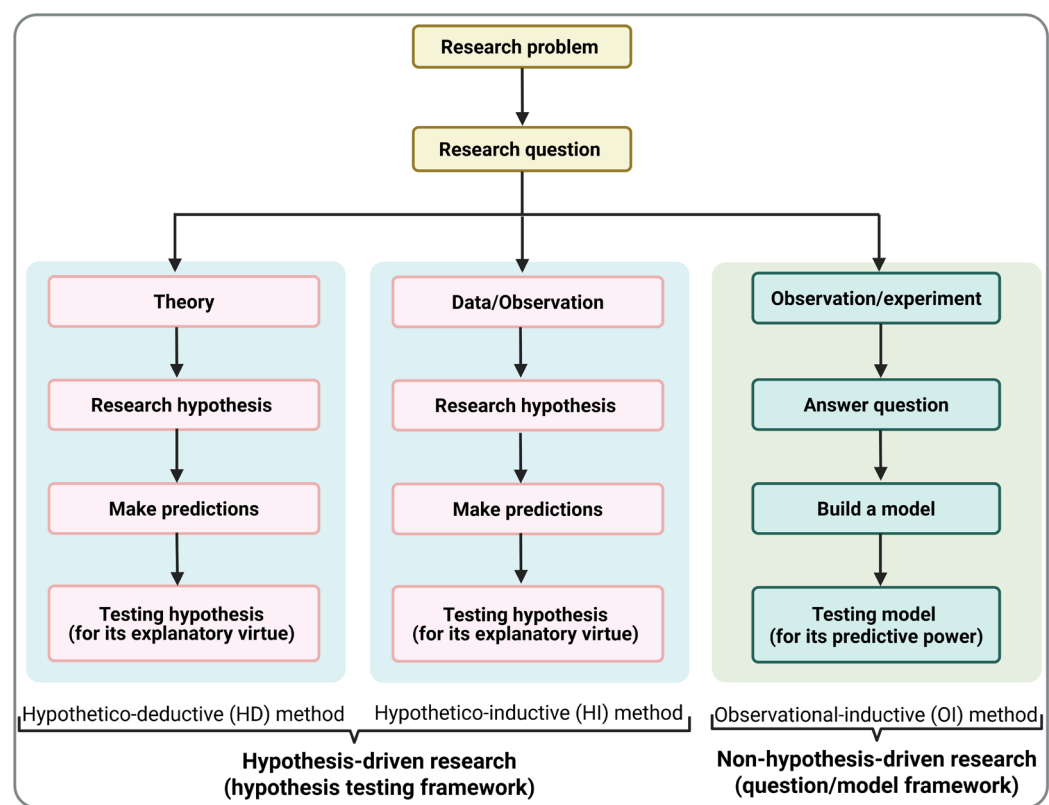 Research problem
Research question
Theory
Research hypothesis
Make predictions
Testing hypothesis
(for its explanatory virtue)
Data/Observation
Research hypothesis
Make predictions
Testing hypothesis
(for its explanatory virtue)
Observation/experiment
Answer question
Build a model
Testing model
(for its predictive power)
Hypothetico-deductive (HD) method
Hypothetico-inductive (HI) method
Observational-inductive (OI) method
Hypothesis-driven research
(hypothesis testing framework)
Non-hypothesis-driven research
(question/model framework)